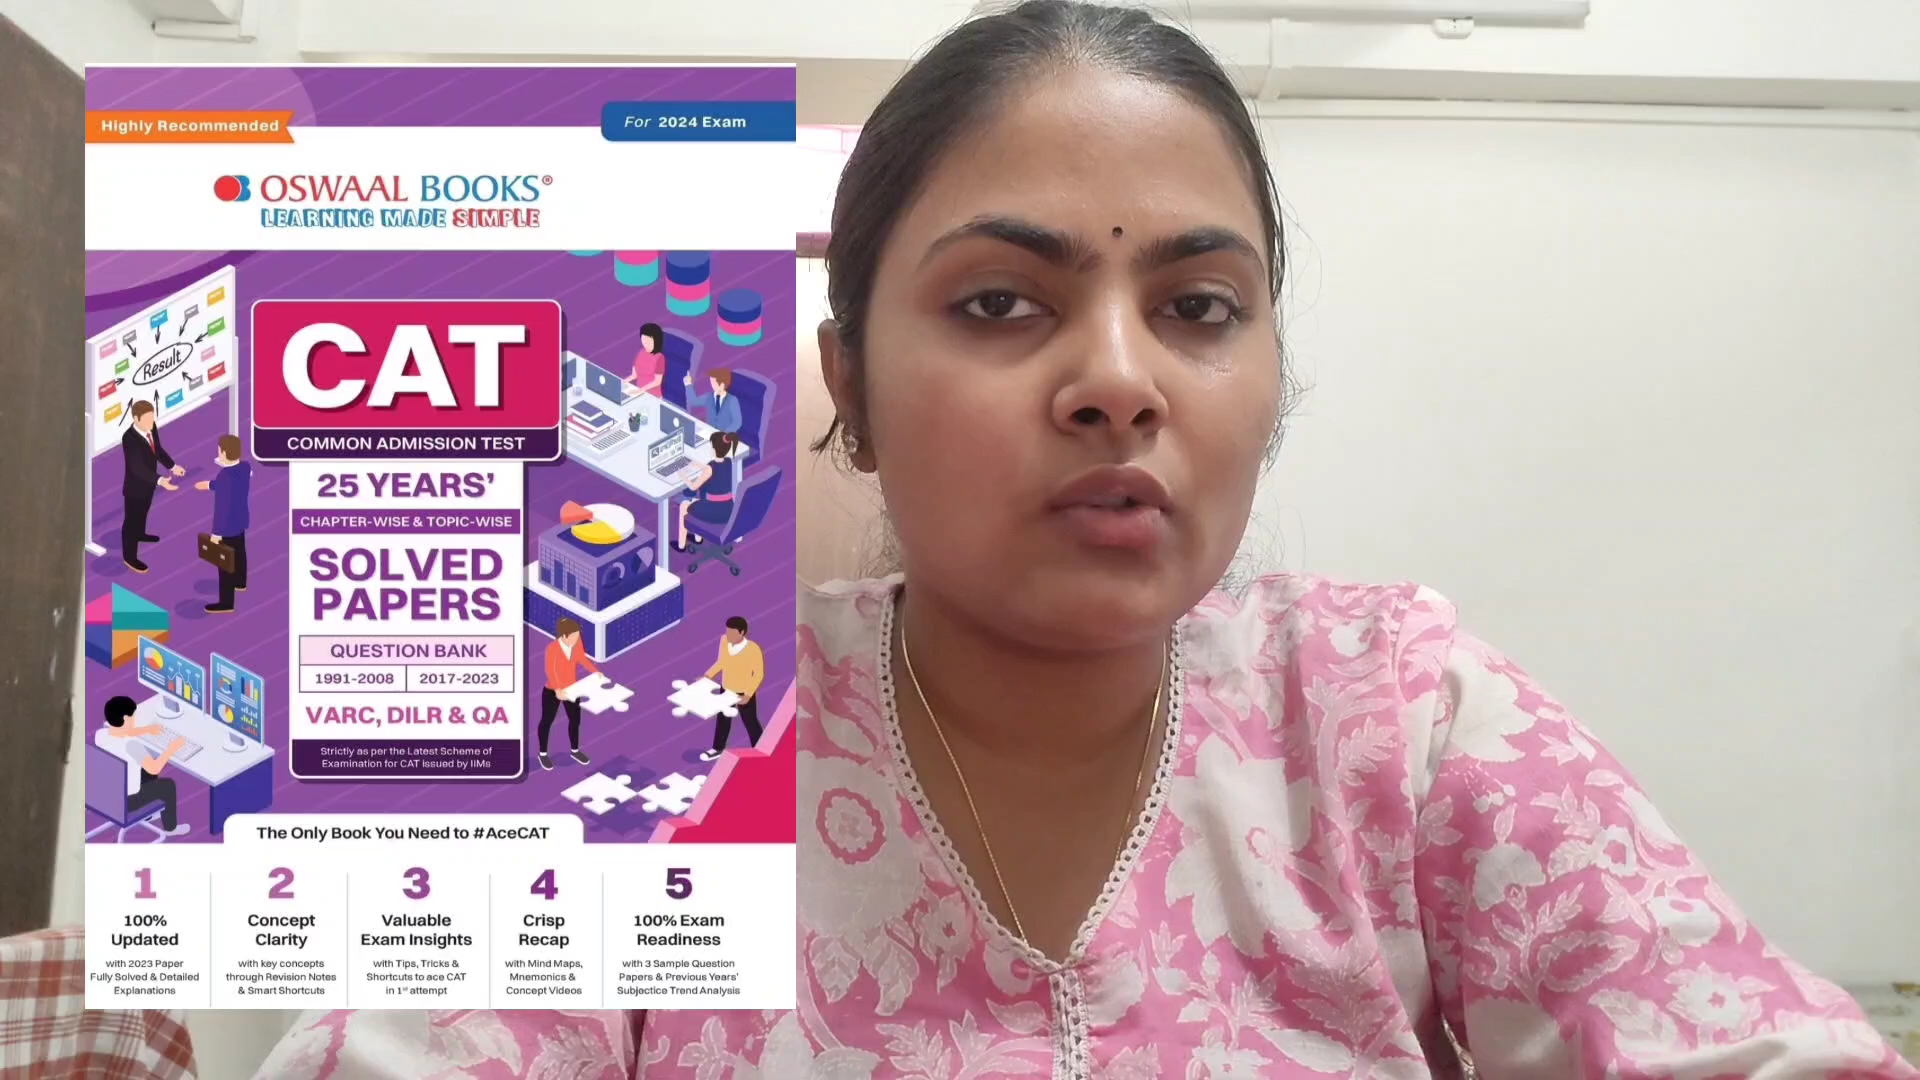 Highly Recommended
For 2024 Exam
OSWAAL BOOKS®
LEARNING MADE SIMPLE
Result
CAT
COMMON ADMISSION TEST
25 YEARS’
CHAPTER-WISE & TOPIC-WISE
SOLVED
PAPERS
QUESTION BANK
1991-2008 2017-2023
VARC, DILR & QA
Strictly as per the Latest Scheme of
Examination for CAT issued by IIMs
The Only Book You Need to #AceCAT
1
100%
Updated
with 2023 Paper
Fully Solved & Detailed
Explanations
2
Concept
Clarity
with key concepts
through Revision Notes
& Smart Shortcuts
3
Valuable
Exam Insights
with Tips, Tricks &
Shortcuts to ace CAT
in 1st attempt
4
Crisp
Recap
with Mind Maps,
Mnemonics &
Concept Videos
5
100% Exam
Readiness
with 3 Sample Question
Papers & Previous Years’
Subjectice Trend Analysis